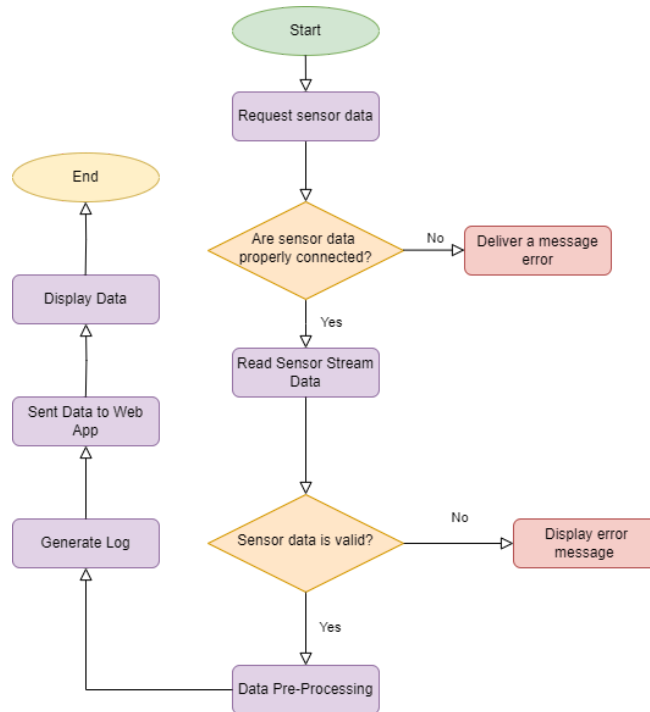 Start
Request sensor data
Are sensor data
properly connected?
No
Deliver a message
error
Yes
Read Sensor Stream
Data
Sensor data is valid?
No
Display error
message
Yes
Data Pre-Processing
Generate Log
Sent Data to Web
App
Display Data
End